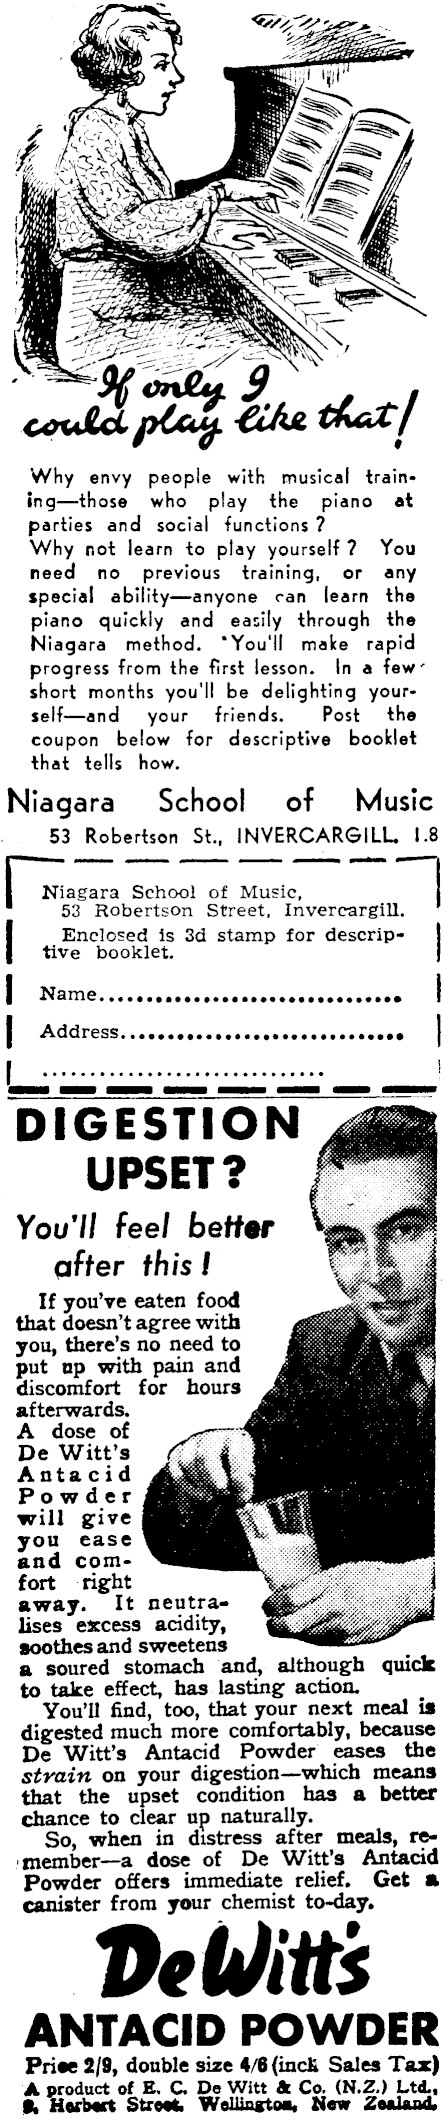 If only I
could play like that!
Why envy people with musical train-
ing—those who play the piano at
parties and social functions?
Why not learn to play yourself? You
need no previous training, or any
special ability—anyone can learn the
piano quickly and easily through the
Niagara method. You'll make rapid
progress from the first lesson. In a few
short months you'll be delighting your-
self—and your friends. Post the
coupon below for descriptive booklet
that tells how.
Niagara School of Music
53 Robertson St., INVERCARGILL. 1.8
Niagara School of Music,
53 Robertson Street, Invercargill.
Enclosed is 3d stamp for descrip-
tive booklet.
Name................................
Address.............................
..............................
DIGESTION
UPSET?
You'll feel better
after this!
If you've eaten food
that doesn't agree with
you, there's no need to
put up with pain and
discomfort for hours
afterwards.
A dose of
De Witt's
Antacid
Powder
will give
you ease
and com-
fort right
away. It neutra-
lises excess acidity,
soothes and sweetens
a soured stomach and, although quick
to take effect, has lasting action.
You'll find, too, that your next meal is
digested much more comfortably, because
De Witt's Antacid Powder eases the
strain on your digestion—which means
that the upset condition has a better
chance to clear up naturally.
So, when in distress after meals, re-
member—a dose of De Witt's Antacid
Powder offers immediate relief. Get a
canister from your chemist to-day.
De Witt's
ANTACID POWDER
Price 2/9, double size 4/6 (incl. Sales Tax)
A product of E. C. De Witt & Co. (N.Z.) Ltd.,
9, Herbert Street, Wellington, New Zealand.